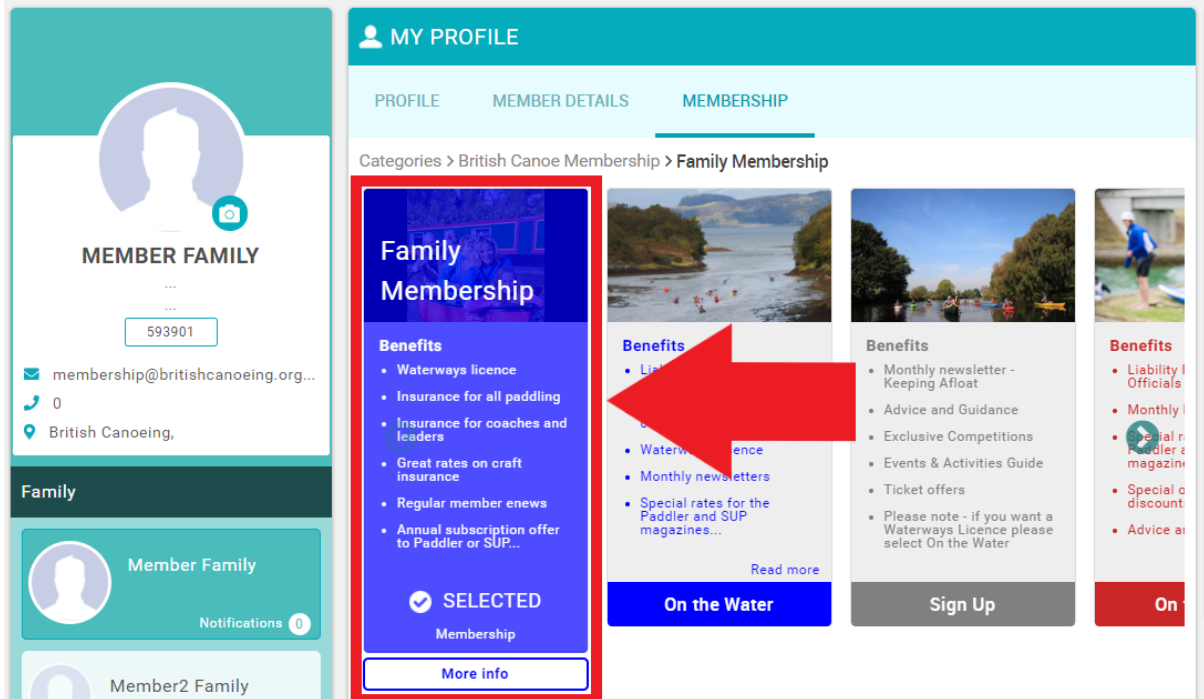 MEMBER FAMILY
...
...
593901
membership@britishcanoeing.org...
0
British Canoeing,
Family
Member Family
Notifications 0
Member2 Family
MY PROFILE
PROFILE MEMBER DETAILS MEMBERSHIP
Categories > British Canoe Membership > Family Membership
Family
Membership
Benefits
• Waterways licence
• Insurance for all paddling
• Insurance for coaches and
leaders
• Great rates on craft
insurance
• Regular member enews
• Annual subscription offer
to Paddler or SUP...
SELECTED
Membership
More info
Benefits
• Monthly newsletters
• Special rates for the
Paddler and SUP
magazines...
Read more
On the Water
Benefits
• Monthly newsletter -
Keeping Afloat
• Advice and Guidance
• Exclusive Competitions
• Events & Activities Guide
• Ticket offers
• Please note - if you want a
Waterways Licence please
select On the Water
Sign Up
Benefits
• Liability
Officials
• Monthly
• Special
Paddler
magazine
• Special
discount
• Advice
On